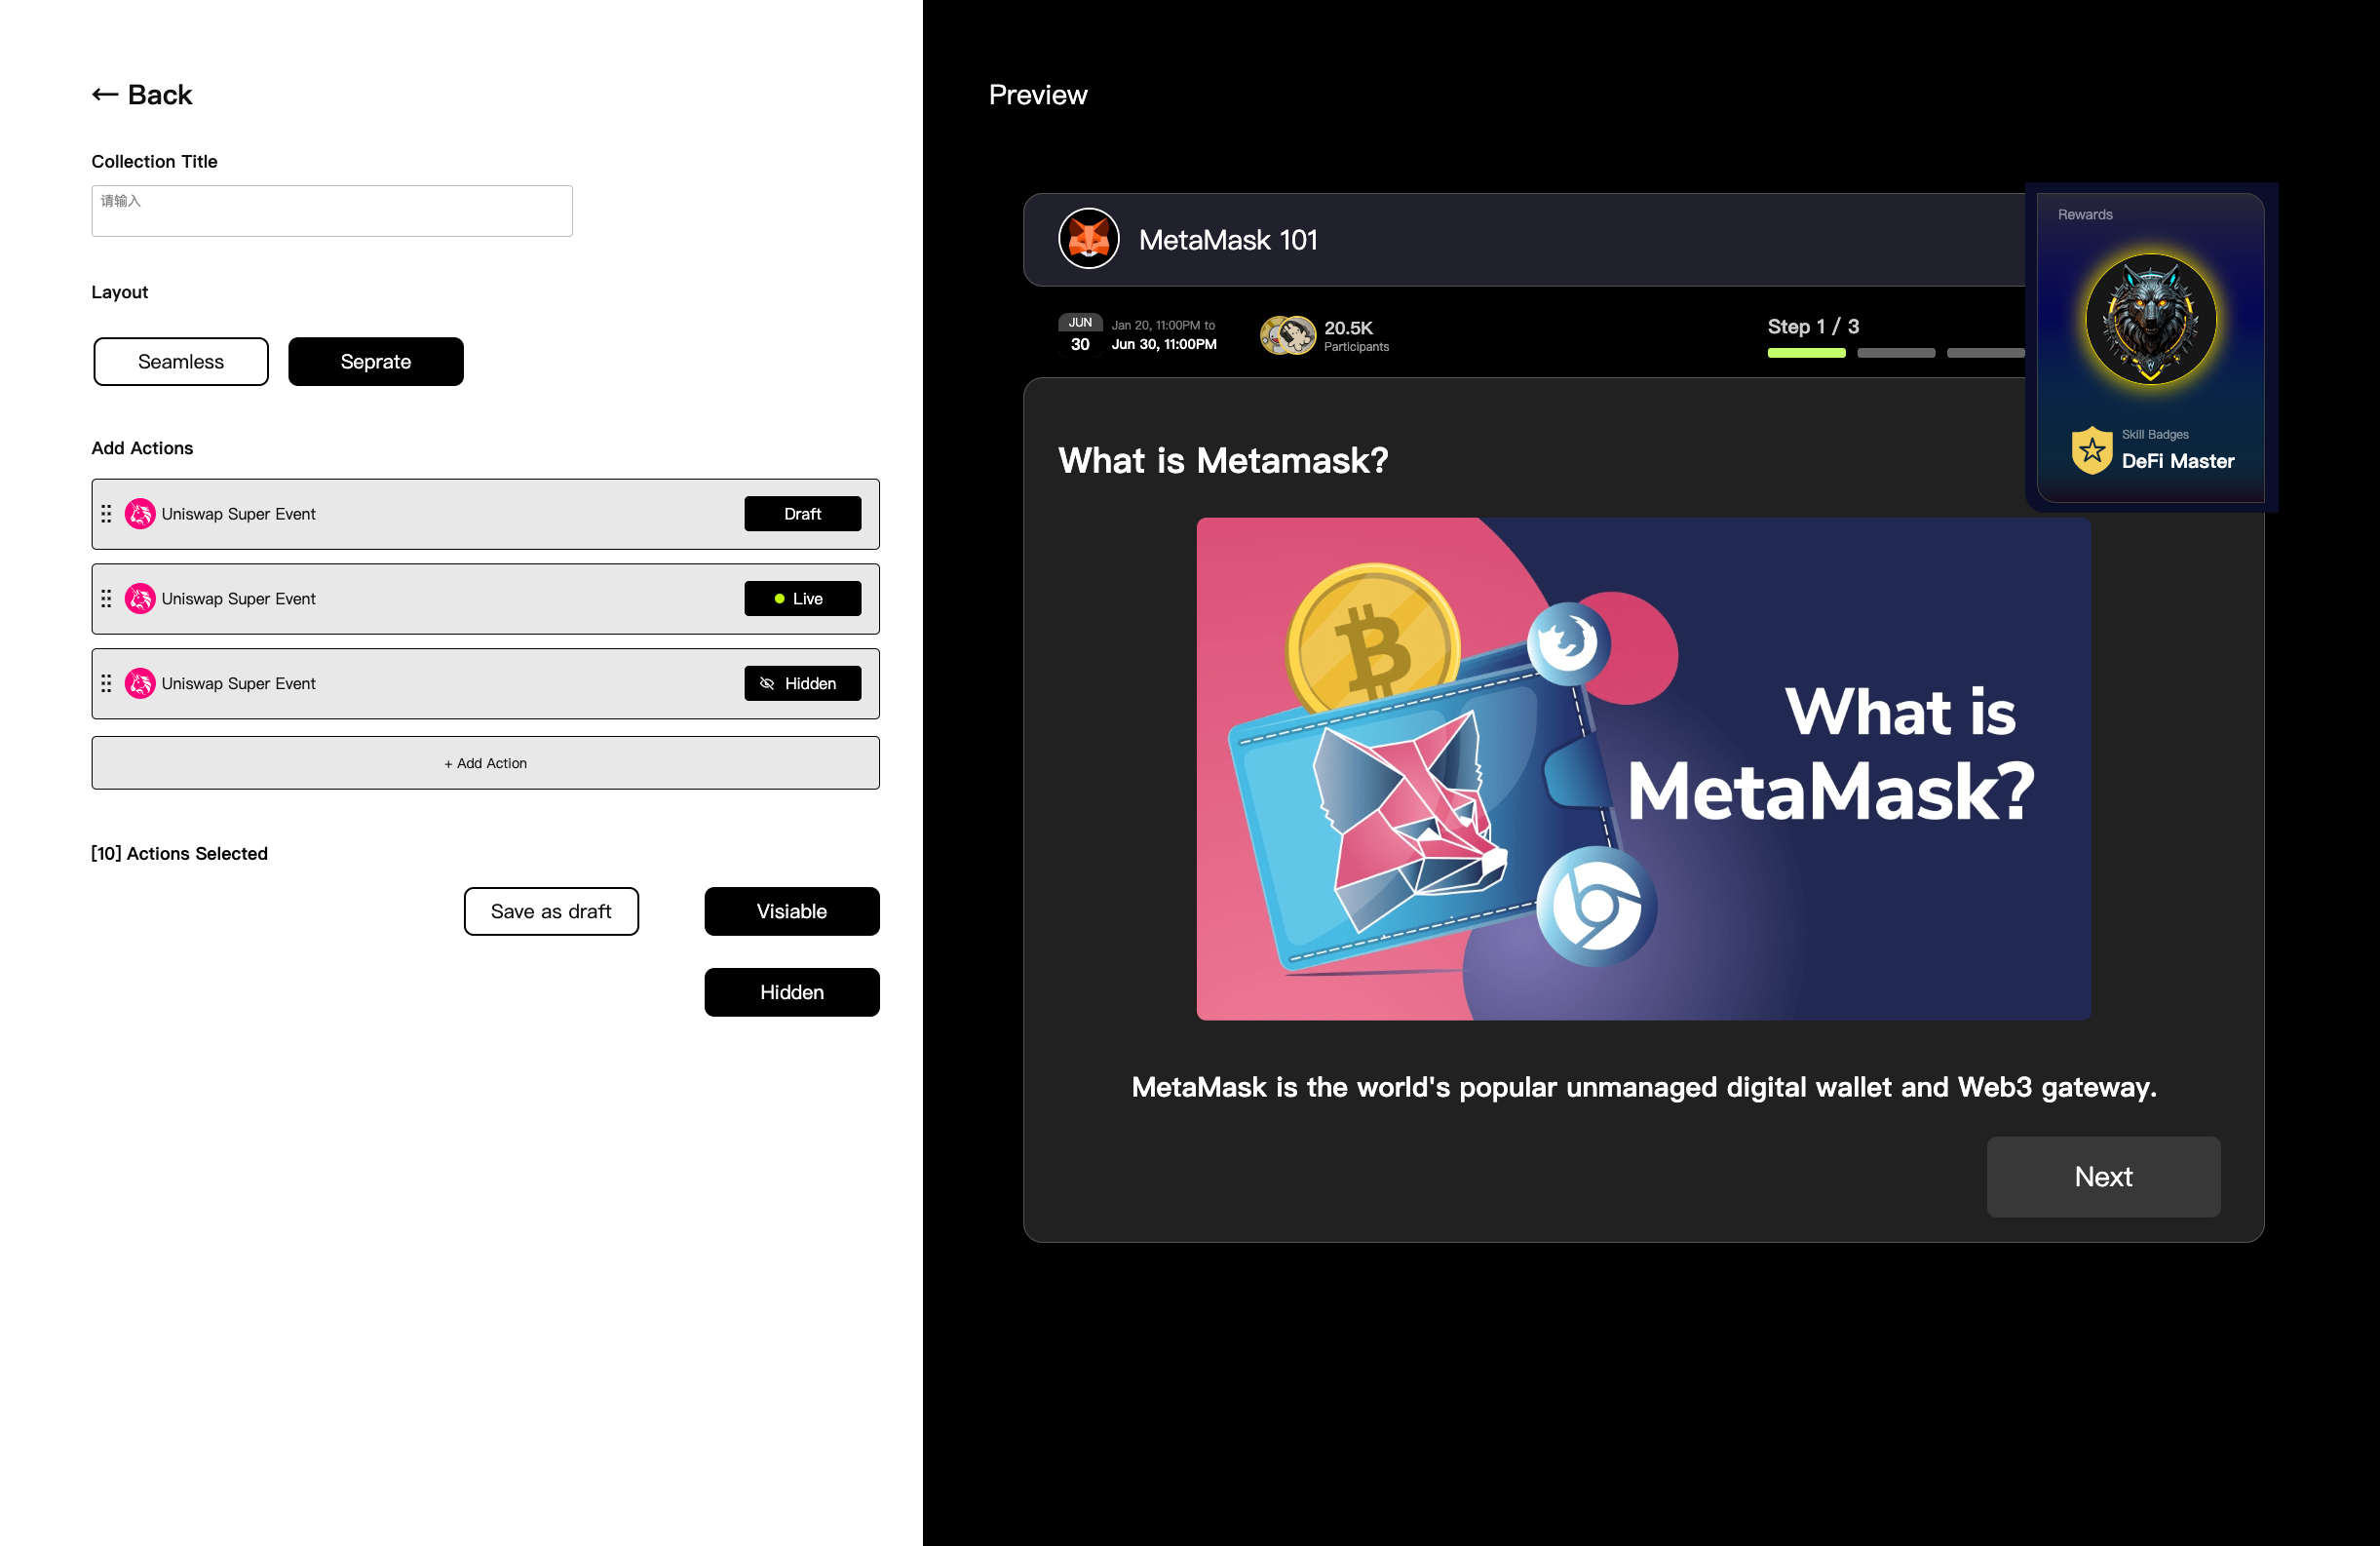 Back
Collection Title
请输入
Layout
Seamless
Seprate
Add Actions
Uniswap Super Event
Draft
Uniswap Super Event
Live
Uniswap Super Event
Hidden
+ Add Action
[10] Actions Selected
Save as draft
Visiable
Hidden
Preview
MetaMask 101
JUN
30
Jan 20, 11:00PM to
Jun 30, 11:00PM
20.5K
Participants
Step 1 / 3
Rewards
Skill Badges
DeFi Master
What is Metamask?
What is
MetaMask?
MetaMask is the world's popular unmanaged digital wallet and Web3 gateway.
Next